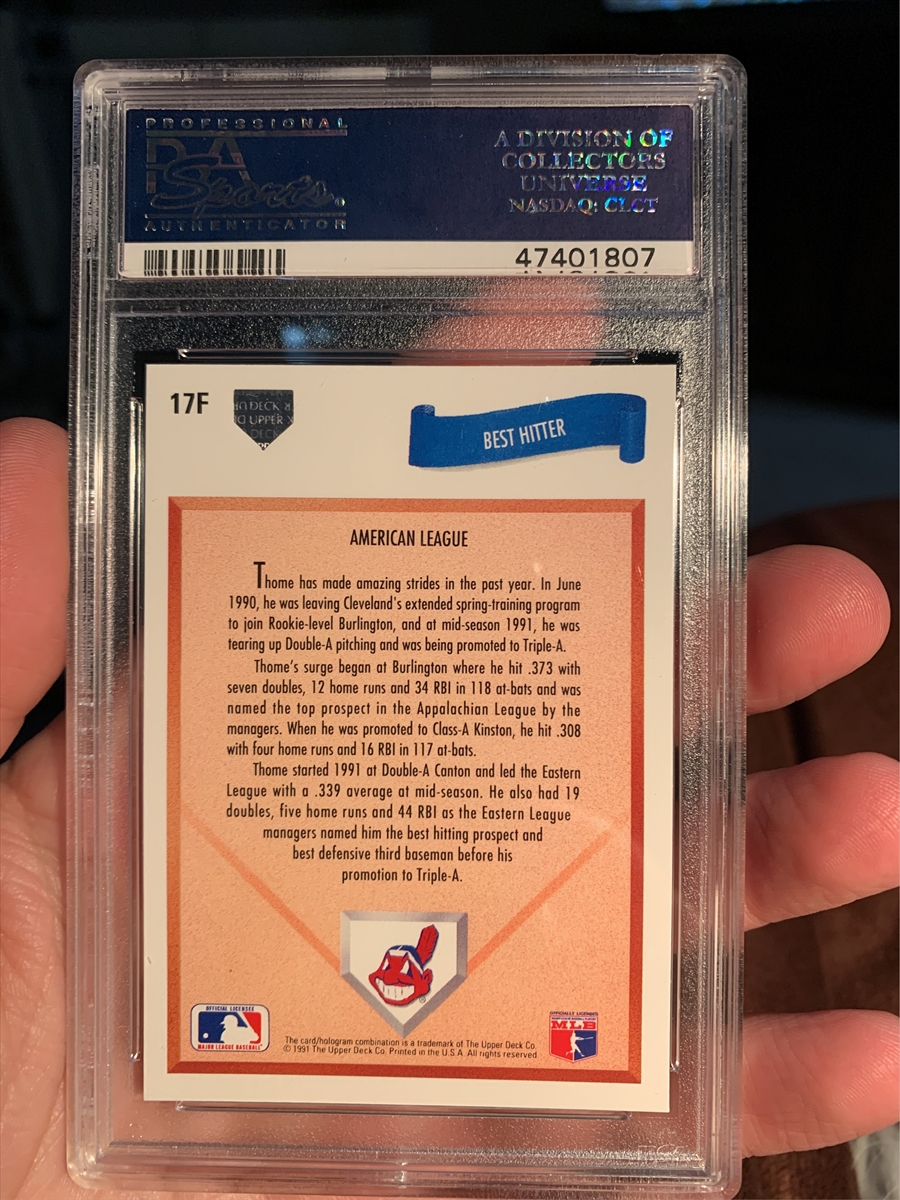 PROFESSIONAL
PSA
Sports®
AUTHENTICATOR
A DIVISION OF
COLLECTORS
UNIVERSE
NASDAQ: CLCT
47401807
17F
UPPER
DECK
BEST HITTER
AMERICAN LEAGUE
Thome has made amazing strides in the past year. In June
1990, he was leaving Cleveland's extended spring-training program
to join Rookie-level Burlington, and at mid-season 1991, he was
tearing up Double-A pitching and was being promoted to Triple-A.
Thome's surge began at Burlington where he hit .373 with
seven doubles, 12 home runs and 34 RBI in 118 at-bats and was
named the top prospect in the Appalachian League by the
managers. When he was promoted to Class-A Kinston, he hit .308
with four home runs and 16 RBI in 117 at-bats.
Thome started 1991 at Double-A Canton and led the Eastern
League with a .339 average at mid-season. He also had 19
doubles, five home runs and 44 RBI as the Eastern League
managers named him the best hitting prospect and
best defensive third baseman before his
promotion to Triple-A.
®
OFFICIAL LICENSEE
MAJOR LEAGUE BASEBALL
The card/hologram combination is a trademark of The Upper Deck Co.
© 1991 The Upper Deck Co. Printed in the U.S.A. All rights reserved
OFFICIALLY LICENSED
MLB